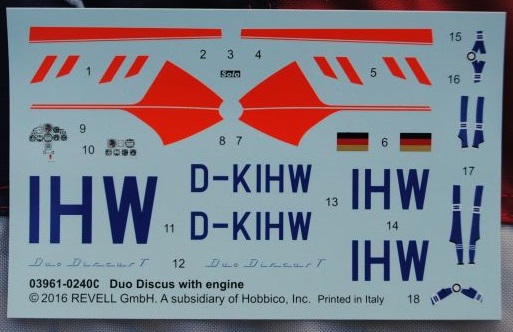 15
2 3 4
Solo
1
5
16
9
10
8 7
6
17
IHW
D-KIHW
IHW
13
11
D-KIHW
14
IHW
Duo Discus T
12
Duo Discus T
03961-0240C Duo Discus with engine
© 2016 REVELL GmbH. A subsidiary of Hobbico, Inc. Printed in Italy
18